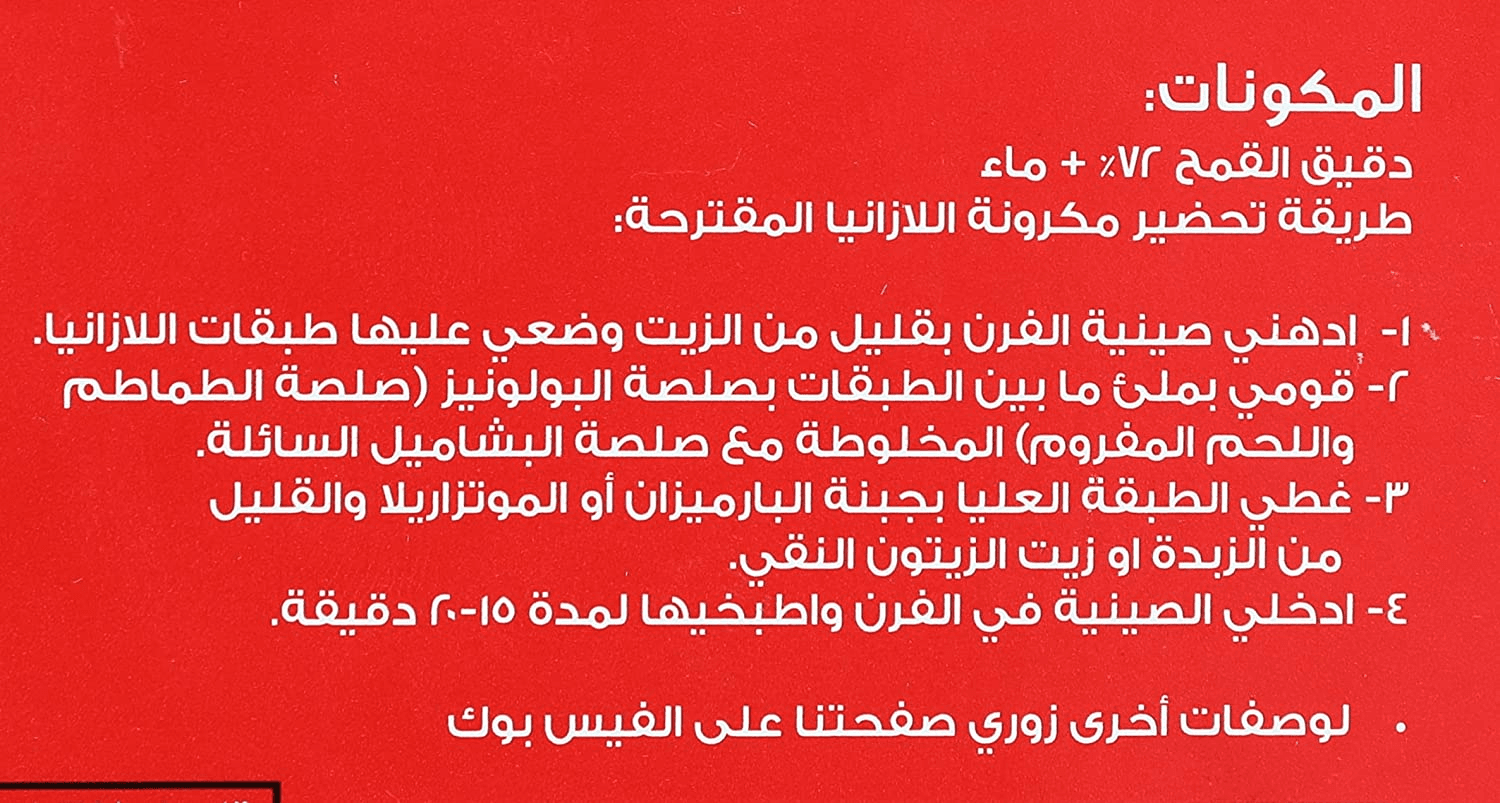 المكونات:
دقيق القمح ٧٢٪ + ماء
طريقة تحضير مكرونة اللازانيا المقترحة:
١- ادهني صينية الفرن بقليل من الزيت وضعي عليها طبقات اللازانيا.
٢- قومي بملئ ما بين الطبقات بصلصة البولونيز (صلصة الطماطم
واللحم المفروم) المخلوطة مع صلصة البشاميل السائلة.
٣- غطي الطبقة العليا بجبنة البارميزان أو الموتزاريلا والقليل
من الزبدة او زيت الزيتون النقي.
٤- ادخلي الصينية في الفرن واطبخيها لمدة ١٥-٢٠ دقيقة.
. لوصفات أخرى زوري صفحتنا على الفيس بوك